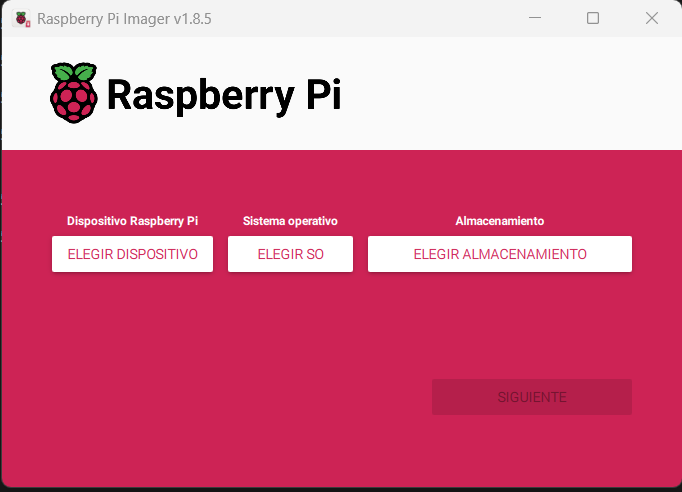 Raspberry Pi Imager v1.8.5
Raspberry Pi
Dispositivo Raspberry Pi
Sistema operativo
Almacenamiento
ELEGIR DISPOSITIVO
ELEGIR SO
ELEGIR ALMACENAMIENTO
SIGUIENTE